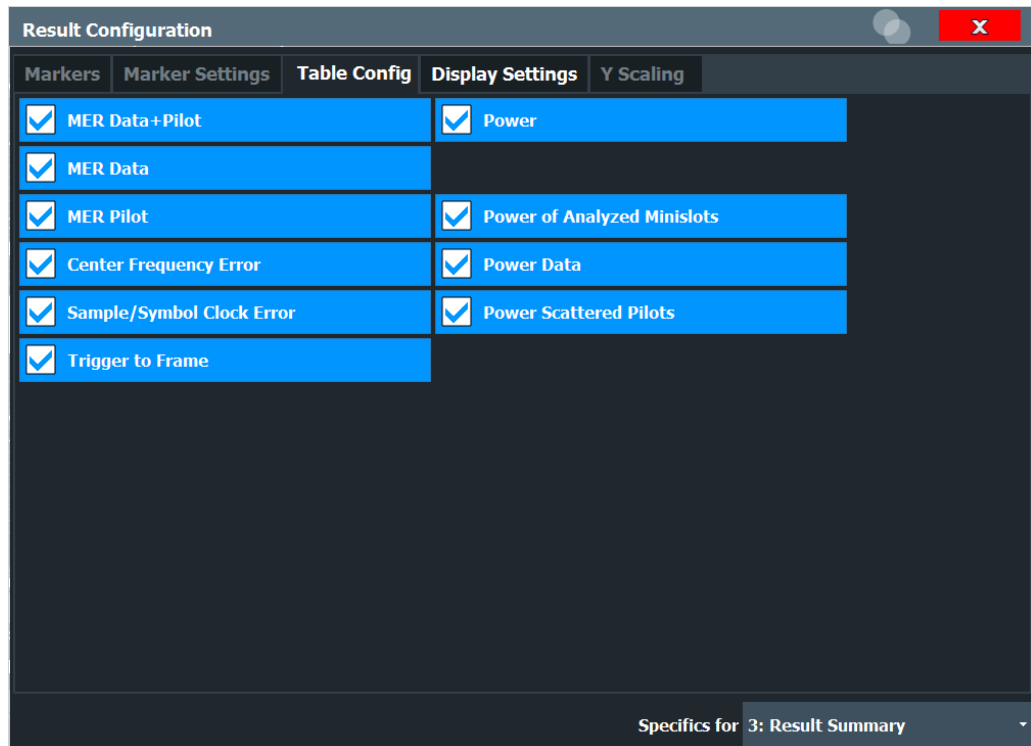 Result Configuration
X
Markers Marker Settings Table Config Display Settings Y Scaling
MER Data+Pilot Power
MER Data
MER Pilot Power of Analyzed Minislots
Center Frequency Error Power Data
Sample/Symbol Clock Error Power Scattered Pilots
Trigger to Frame
Specifics for 3: Result Summary